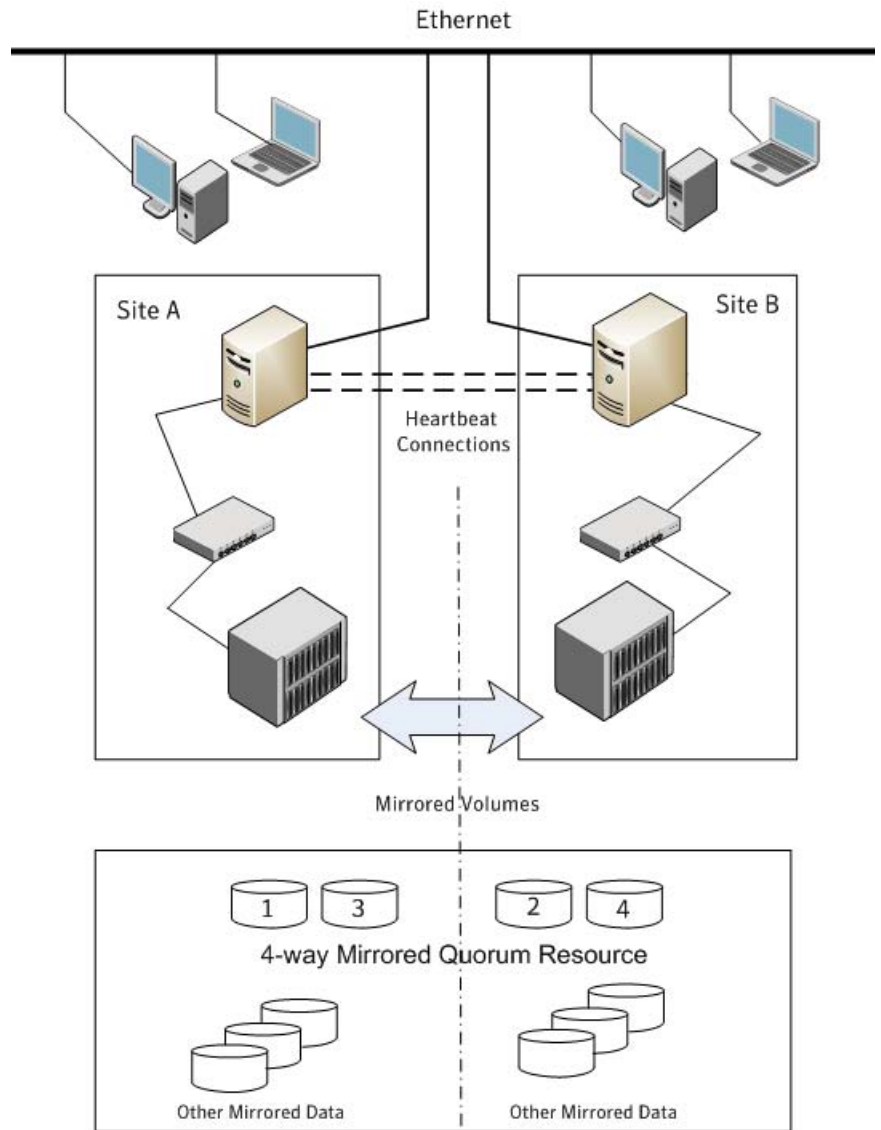 Ethernet
Site A
Site B
Heartbeat
Connections
Mirrored Volumes
1
3
2
4
4-way Mirrored Quorum Resource
Other Mirrored Data
Other Mirrored Data